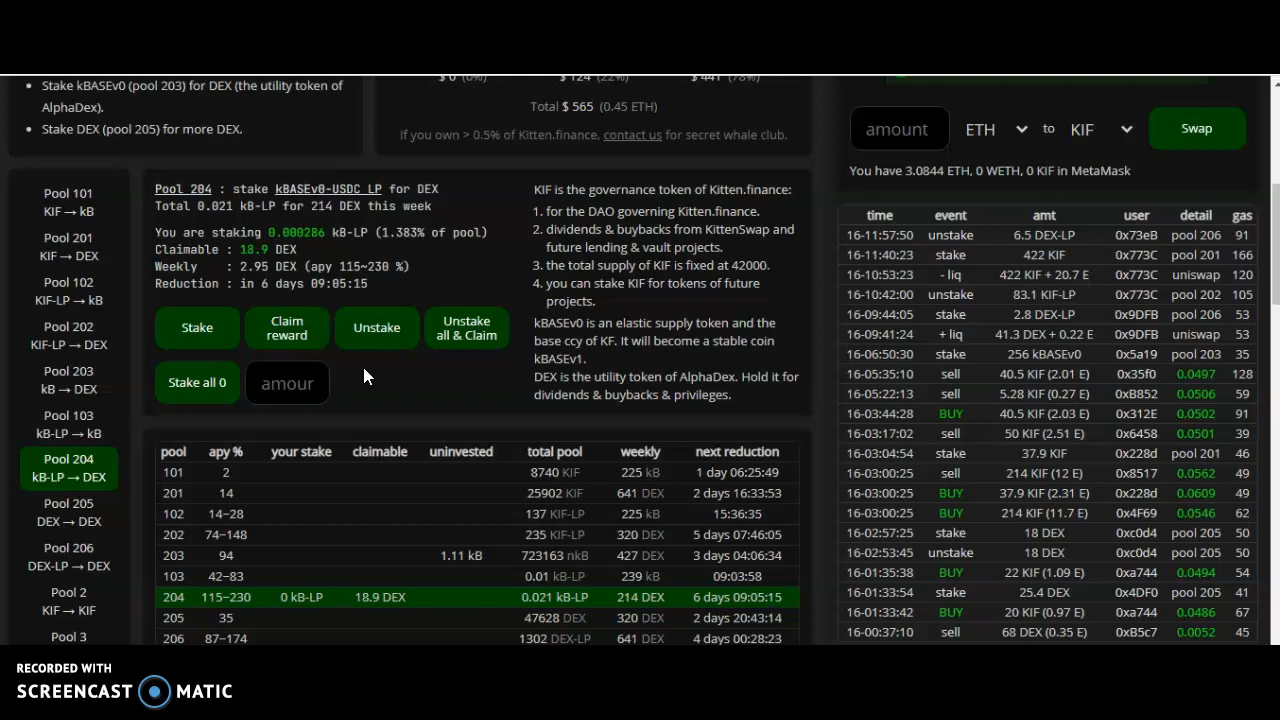 Stake kBASEv0 (pool 203) for DEX (the utility token of
AlphaDex).
Stake DEX (pool 205) for more DEX.
$ 0 (0%) $ 124 (22%) $ 441 (78%)
Total $ 565 (0.45 ETH)
If you own > 0.5% of Kitten.finance, contact us for secret whale club.
amount ETH to KIF Swap
You have 3.0844 ETH, 0 WETH, 0 KIF in MetaMask
Pool 101
KIF → kB
Pool 201
KIF → DEX
Pool 102
KIF-LP → kB
Pool 202
KIF-LP → DEX
Pool 203
kB → DEX
Pool 103
kB-LP → kB
Pool 204
kB-LP → DEX
Pool 205
DEX → DEX
Pool 206
DEX-LP → DEX
Pool 2
KIF → KIF
Pool 3
Pool 204 : stake kBASEv0-USDC LP for DEX
Total 0.021 kB-LP for 214 DEX this week
You are staking 0.000286 kB-LP (1.383% of pool)
Claimable : 18.9 DEX
Weekly : 2.95 DEX (apy 115~230 %)
Reduction : in 6 days 09:05:15
Stake
Claim
reward
Unstake
Unstake
all & Claim
Stake all 0
amour
KIF is the governance token of Kitten.finance:
1. for the DAO governing Kitten.finance.
2. dividends & buybacks from KittenSwap and
future lending & vault projects.
3. the total supply of KIF is fixed at 42000.
4. you can stake KIF for tokens of future
projects.
kBASEv0 is an elastic supply token and the
base ccy of KF. It will become a stable coin
kBASEv1.
DEX is the utility token of AlphaDex. Hold it for
dividends & buybacks & privileges.
pool apy % your stake claimable uninvested total pool weekly next reduction
101 2 8740 KIF 225 kB 1 day 06:25:49
201 14 25902 KIF 641 DEX 2 days 16:33:53
102 14~28 137 KIF-LP 225 kB 15:36:35
202 74~148 235 KIF-LP 320 DEX 5 days 07:46:05
203 94 1.11 kB 723163 nkB 427 DEX 3 days 04:06:34
103 42~83 0.01 kB-LP 239 kB 09:03:58
204 115~230 0 kB-LP 18.9 DEX 0.021 kB-LP 214 DEX 6 days 09:05:15
205 35 47628 DEX 320 DEX 2 days 20:43:14
206 87~174 1302 DEX-LP 641 DEX 4 days 00:28:23
time event amt user detail gas
16-11:57:50 unstake 6.5 DEX-LP 0x73eB pool 206 91
16-11:40:23 stake 422 KIF 0x773C pool 201 166
16-10:53:23 - liq 422 KIF + 20.7 E 0x773C uniswap 120
16-10:42:00 unstake 83.1 KIF-LP 0x773C pool 202 105
16-09:44:05 stake 2.8 DEX-LP 0x9DFB pool 206 53
16-09:41:24 + liq 41.3 DEX + 0.22 E 0x9DFB uniswap 53
16-06:50:30 stake 256 kBASEv0 0x5a19 pool 203 35
16-05:35:10 sell 40.5 KIF (2.01 E) 0x35f0 0.0497 128
16-05:22:13 sell 5.28 KIF (0.27 E) 0xB852 0.0506 59
16-03:44:28 BUY 40.5 KIF (2.03 E) 0x312E 0.0502 91
16-03:17:02 sell 50 KIF (2.51 E) 0x6458 0.0501 39
16-03:04:54 stake 37.9 KIF 0x228d pool 201 46
16-03:00:25 sell 214 KIF (12 E) 0x8517 0.0562 49
16-03:00:25 BUY 37.9 KIF (2.31 E) 0x228d 0.0609 49
16-03:00:25 BUY 214 KIF (11.7 E) 0x4F69 0.0546 62
16-02:57:25 stake 18 DEX 0xc0d4 pool 205 50
16-02:53:45 unstake 18 DEX 0xc0d4 pool 205 50
16-01:35:38 BUY 22 KIF (1.09 E) 0xa744 0.0494 54
16-01:33:54 stake 25.4 DEX 0x4DF0 pool 205 41
16-01:33:42 BUY 20 KIF (0.97 E) 0xa744 0.0486 67
16-00:37:10 sell 68 DEX (0.35 E) 0xB5c7 0.0052 45
RECORDED WITH
SCREENCAST MATIC